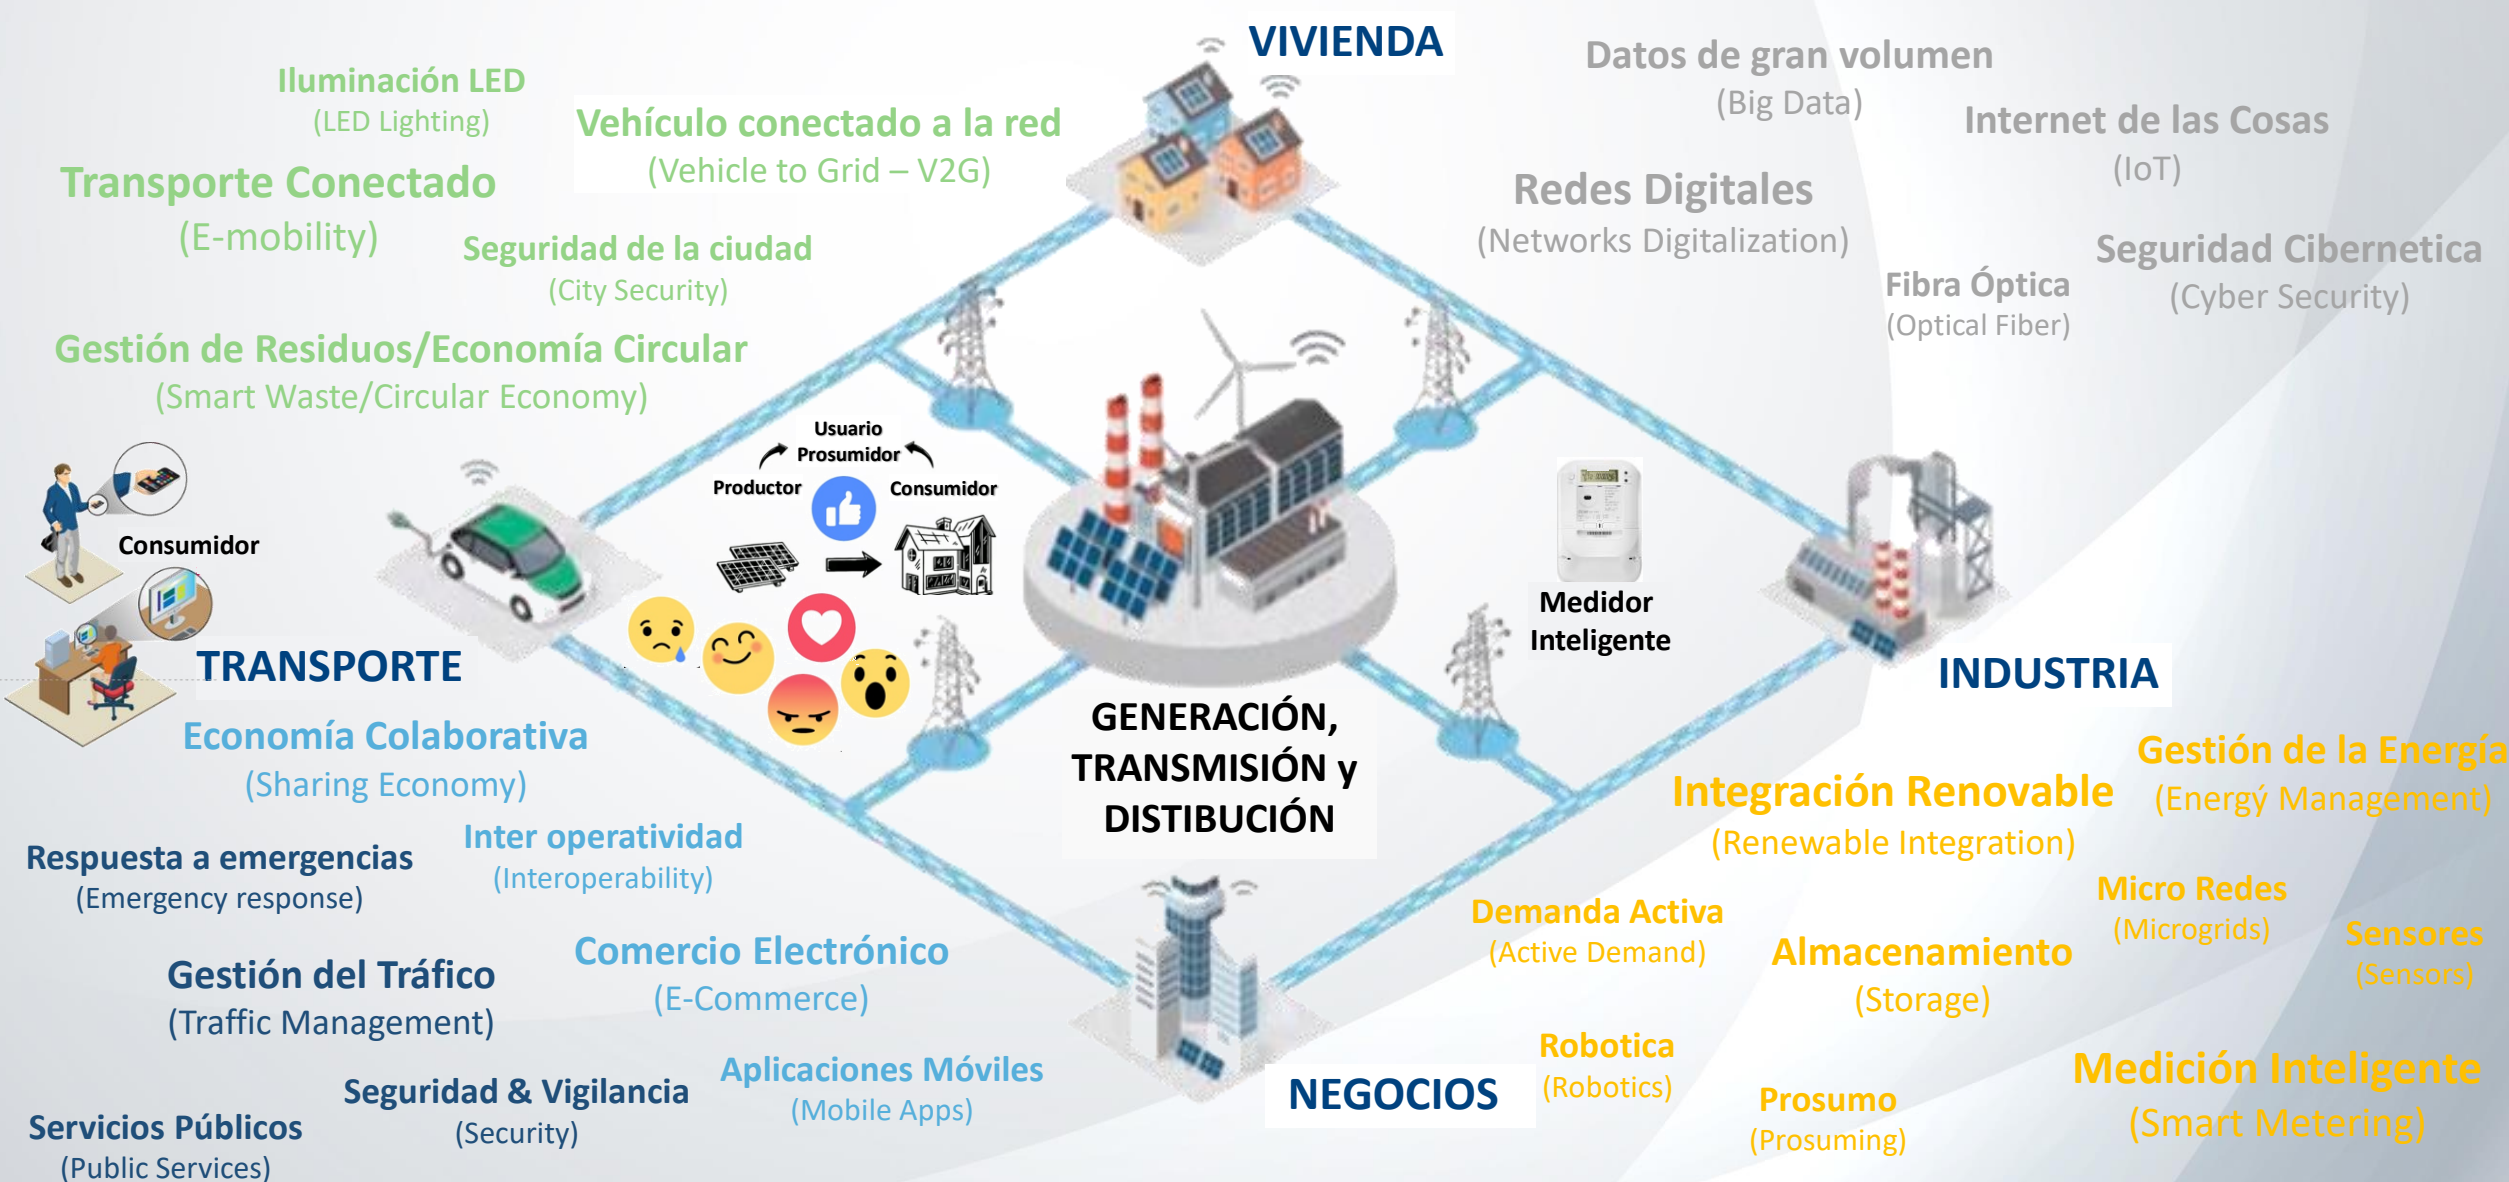 VIVIENDA
Iluminación LED
(LED Lighting)
Vehículo conectado a la red
(Vehicle to Grid – V2G)
Transporte Conectado
(E-mobility)
Seguridad de la ciudad
(City Security)
Gestión de Residuos/Economía Circular
(Smart Waste/Circular Economy)
Datos de gran volumen
(Big Data)
Internet de las Cosas
(IoT)
Redes Digitales
(Networks Digitalization)
Seguridad Cibernetica
(Cyber Security)
Fibra Óptica
(Optical Fiber)
Usuario
Prosumidor
Productor
Consumidor
Consumidor
Medidor
Inteligente
TRANSPORTE
INDUSTRIA
GENERACIÓN,
TRANSMISIÓN y
DISTIBUCIÓN
Economía Colaborativa
(Sharing Economy)
Inter operatividad
(Interoperability)
Respuesta a emergencias
(Emergency response)
Comercio Electrónico
(E-Commerce)
Gestión del Tráfico
(Traffic Management)
Aplicaciones Móviles
(Mobile Apps)
Seguridad & Vigilancia
(Security)
Servicios Públicos
(Public Services)
NEGOCIOS
Gestión de la Energía
(Energý Management)
Integración Renovable
(Renewable Integration)
Micro Redes
(Microgrids)
Demanda Activa
(Active Demand)
Almacenamiento
(Storage)
Sensores
(Sensors)
Robotica
(Robotics)
Prosumo
(Prosuming)
Medición Inteligente
(Smart Metering)